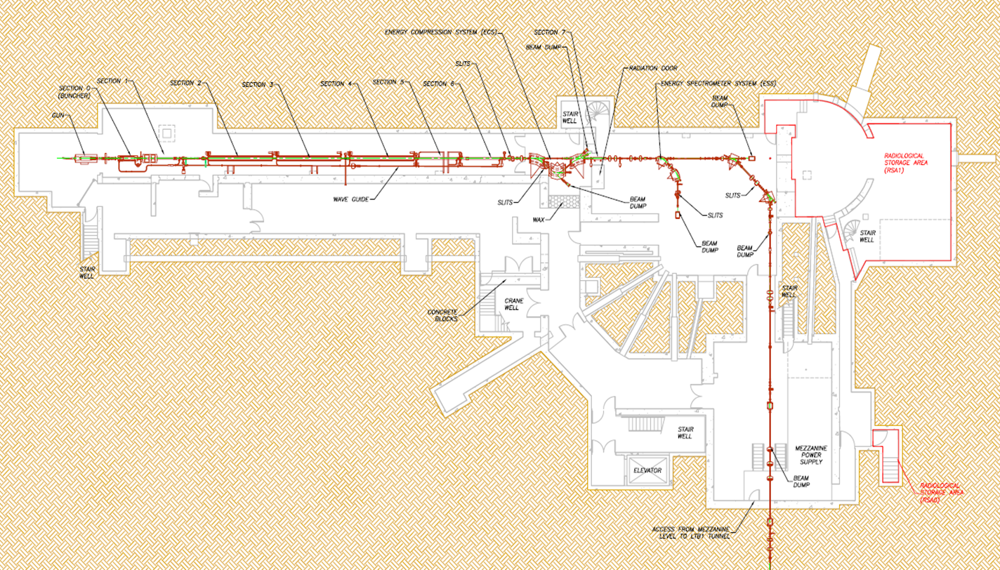 ENERGY COMPRESSION SYSTEM (ECS)
SECTION 7
BEAM DUMP
SLITS
RADIATION DOOR
SECTION 1
SECTION 0
(BUNCHER)
SECTION 2
SECTION 3
SECTION 4
SECTION 5
SECTION 6
ENERGY SPECTROMETER SYSTEM (ESS)
BEAM
DUMP
GUN
STAIR
WELL
RADIOLOGICAL
STORAGE AREA
(RSA1)
WAVE GUIDE
SLITS
BEAM
DUMP
SLITS
SLITS
WAX
STAIR
WELL
BEAM
DUMP
BEAM
DUMP
STAIR
WELL
STAIR
WELL
CRANE
WELL
CONCRETE
BLOCKS
STAIR
WELL
MEZZANINE
POWER
SUPPLY
ELEVATOR
BEAM
DUMP
RADIOLOGICAL
STORAGE AREA
(RSA0)
ACCESS FROM MEZZANINE
LEVEL TO LTB1 TUNNEL